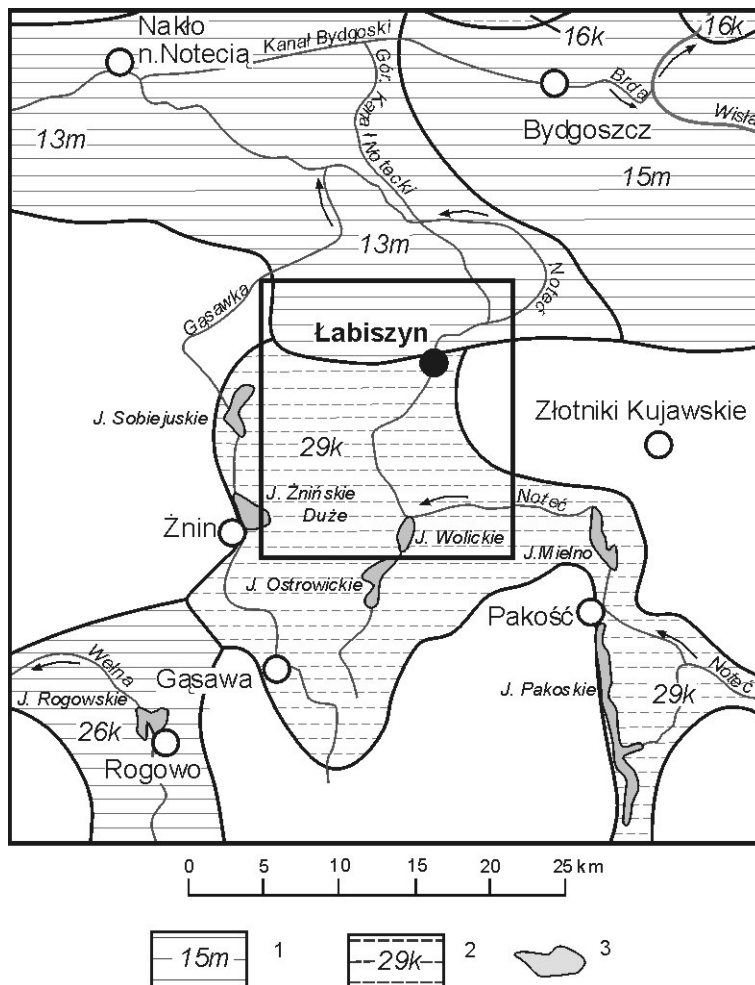 Nakło
n.Notecią
Kanał Bydgoski
16k
16k
Gór. Kanał Notecki
Brda
Bydgoszcz
Wisła
13m
15m
13m
Noteć
Gąsawka
Łabiszyn
J. Sobiejuskie
Złotniki Kujawskie
29k
J. Żnińskie
Duże
Noteć
Żnin
J. Wolickie
J.Mielno
J. Ostrowickie
Pakość
Wełna
Gąsawa
Noteć
J. Rogowskie
J. Pakoskie
29k
26k
Rogowo
0 5 10 15 20 25 km
15m 1
29k 2
3